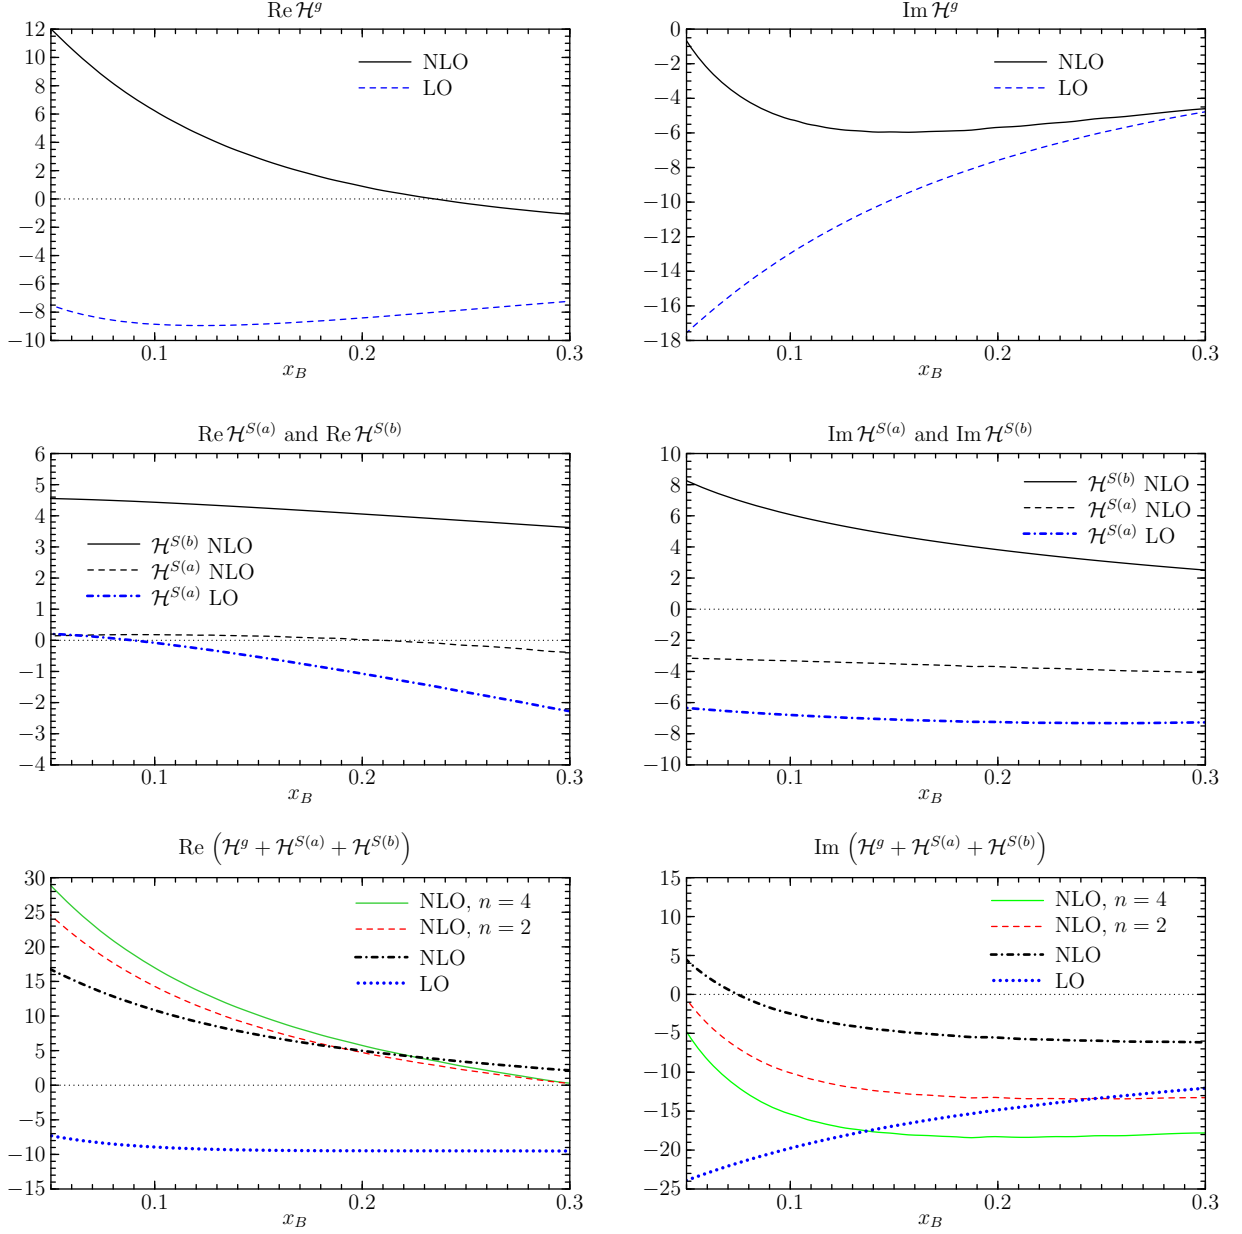 Re ℋ^g
12
10
8
6
4
2
0
−2
−4
−6
−8
−10
NLO
LO
0.1 0.2 0.3
x_B
Im ℋ^g
0
−2
−4
−6
−8
−10
−12
−14
−16
−18
NLO
LO
0.1 0.2 0.3
x_B
Re ℋ^{S(a)} and Re ℋ^{S(b)}
6
5
4
3
2
1
0
−1
−2
−3
−4
ℋ^{S(b)} NLO
ℋ^{S(a)} NLO
ℋ^{S(a)} LO
0.1 0.2 0.3
x_B
Im ℋ^{S(a)} and Im ℋ^{S(b)}
10
8
6
4
2
0
−2
−4
−6
−8
−10
ℋ^{S(b)} NLO
ℋ^{S(a)} NLO
ℋ^{S(a)} LO
0.1 0.2 0.3
x_B
Re (ℋ^g + ℋ^{S(a)} + ℋ^{S(b)})
30
25
20
15
10
5
0
−5
−10
−15
NLO, n = 4
NLO, n = 2
NLO
LO
0.1 0.2 0.3
x_B
Im (ℋ^g + ℋ^{S(a)} + ℋ^{S(b)})
15
10
5
0
−5
−10
−15
−20
−25
NLO, n = 4
NLO, n = 2
NLO
LO
0.1 0.2 0.3
x_B